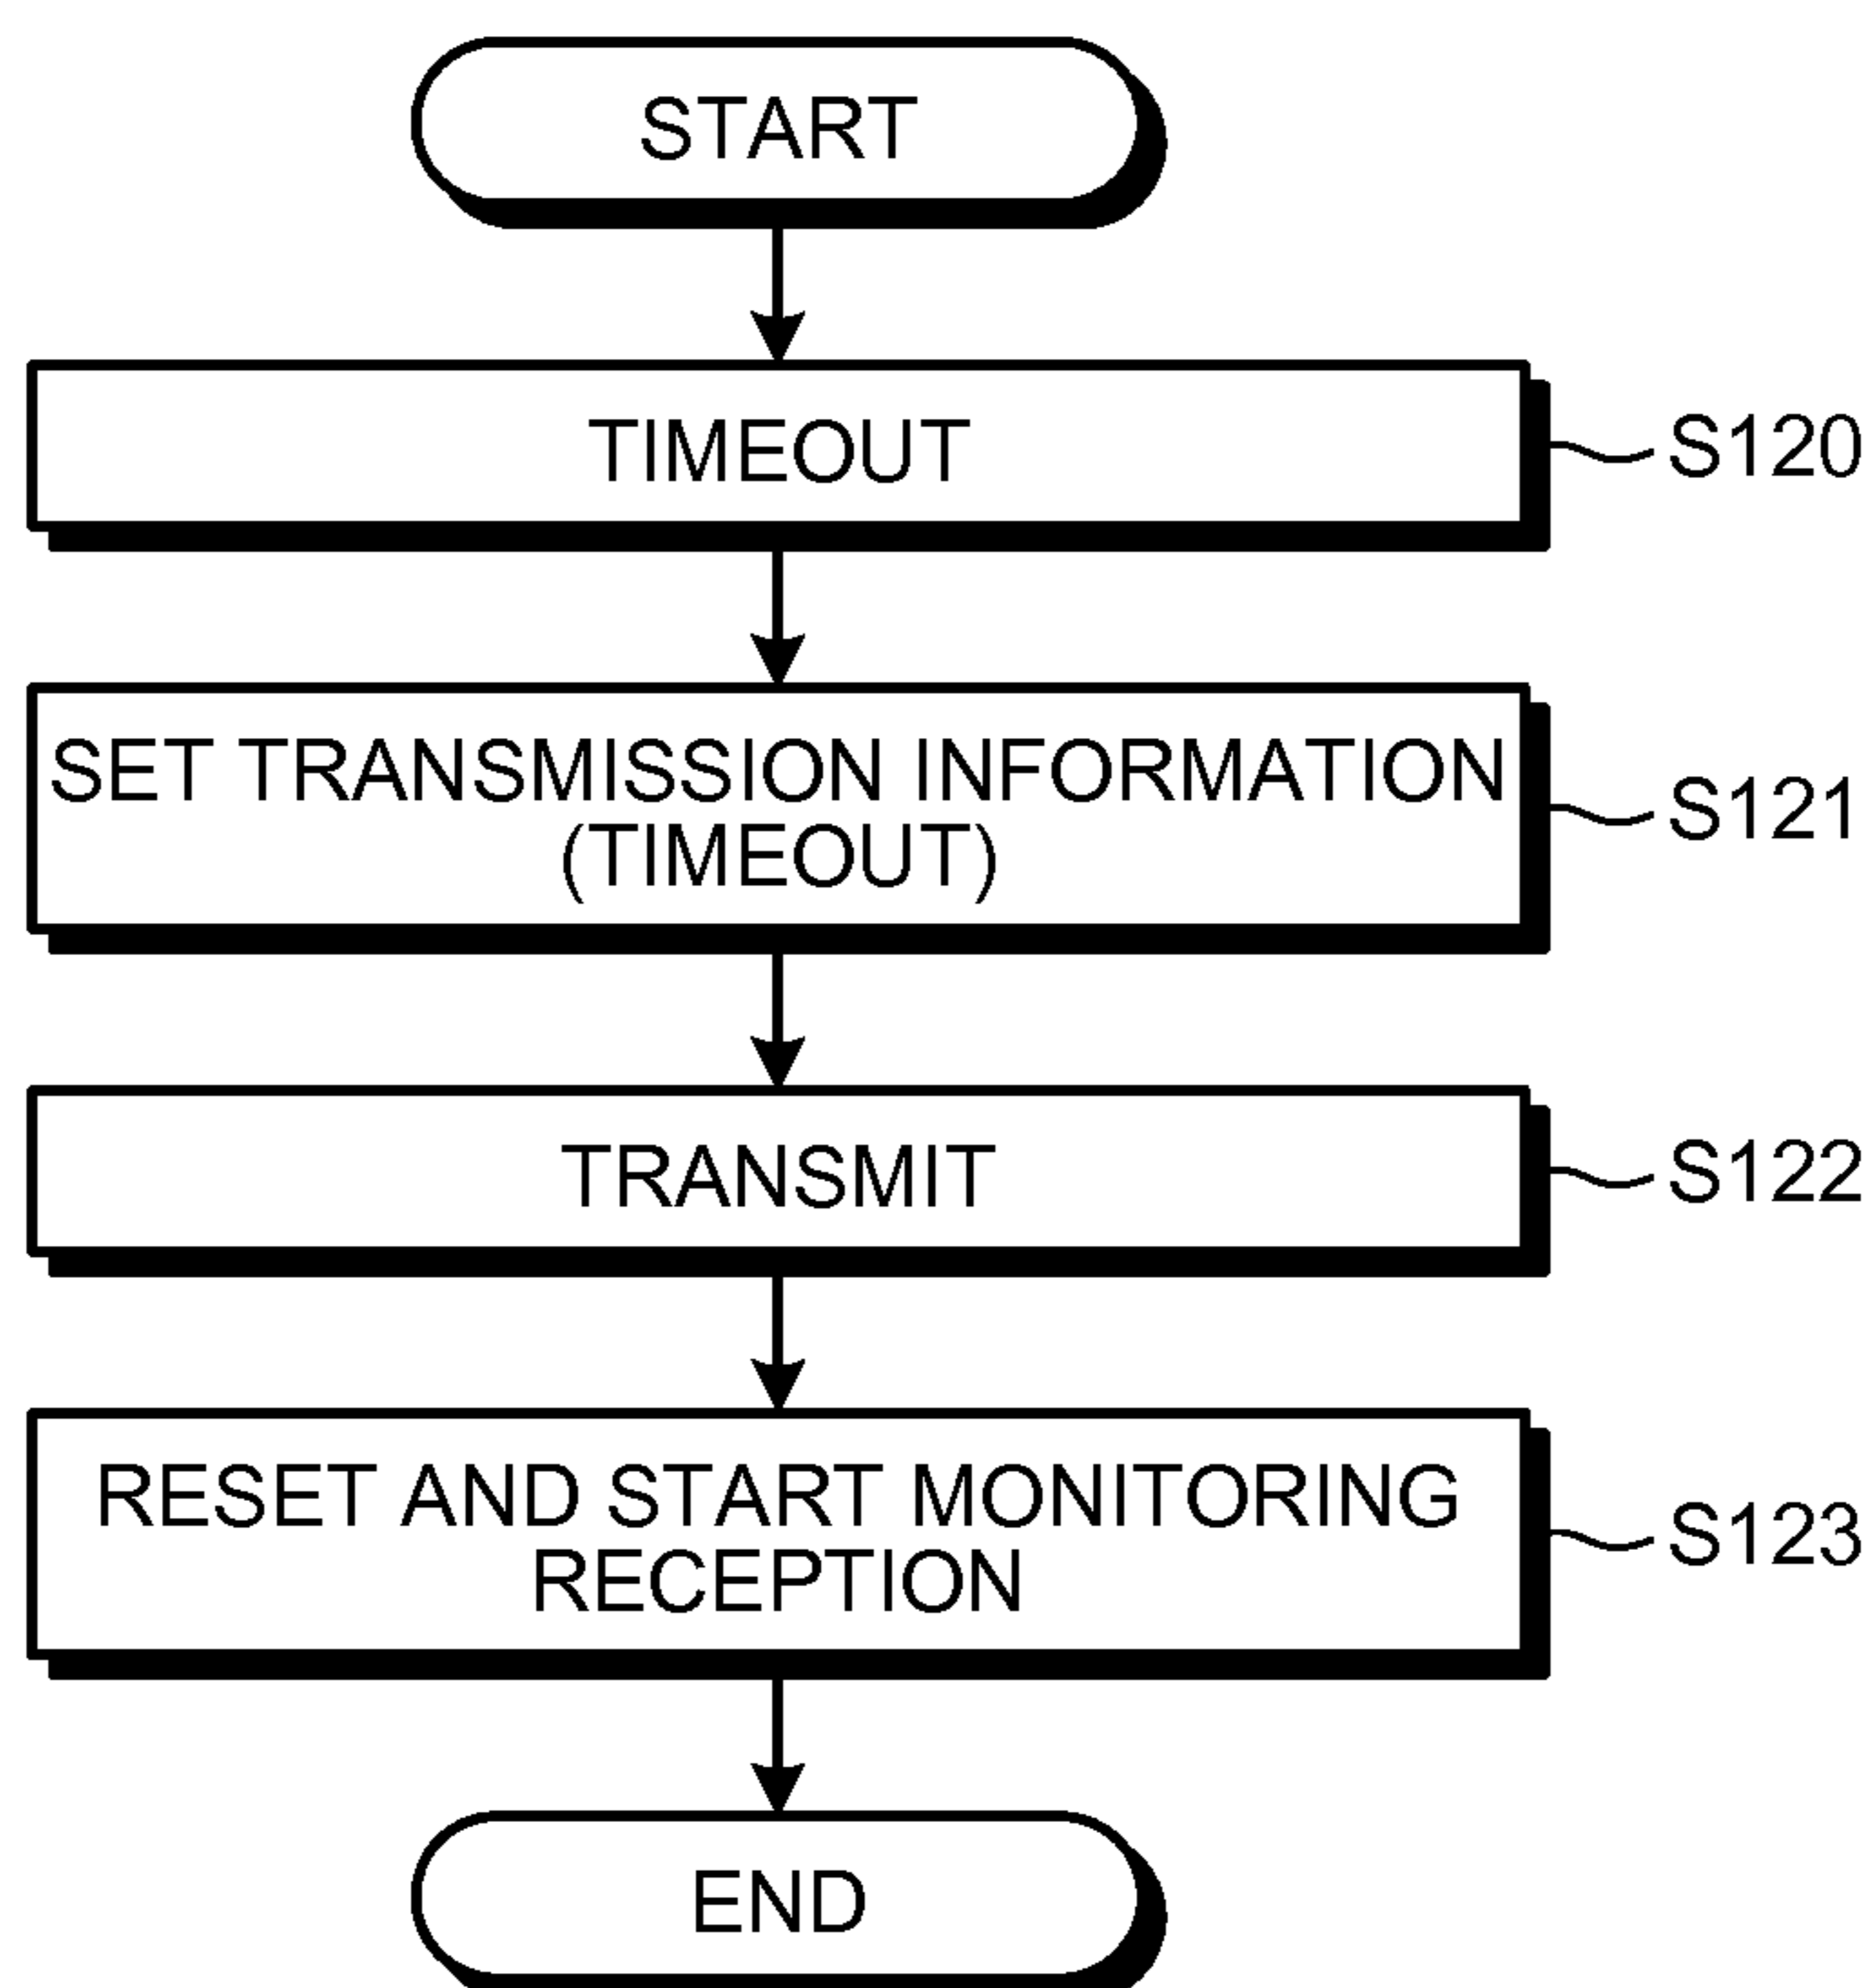 START
TIMEOUT
S120
SET TRANSMISSION INFORMATION
(TIMEOUT)
S121
TRANSMIT
S122
RESET AND START MONITORING
RECEPTION
S123
END